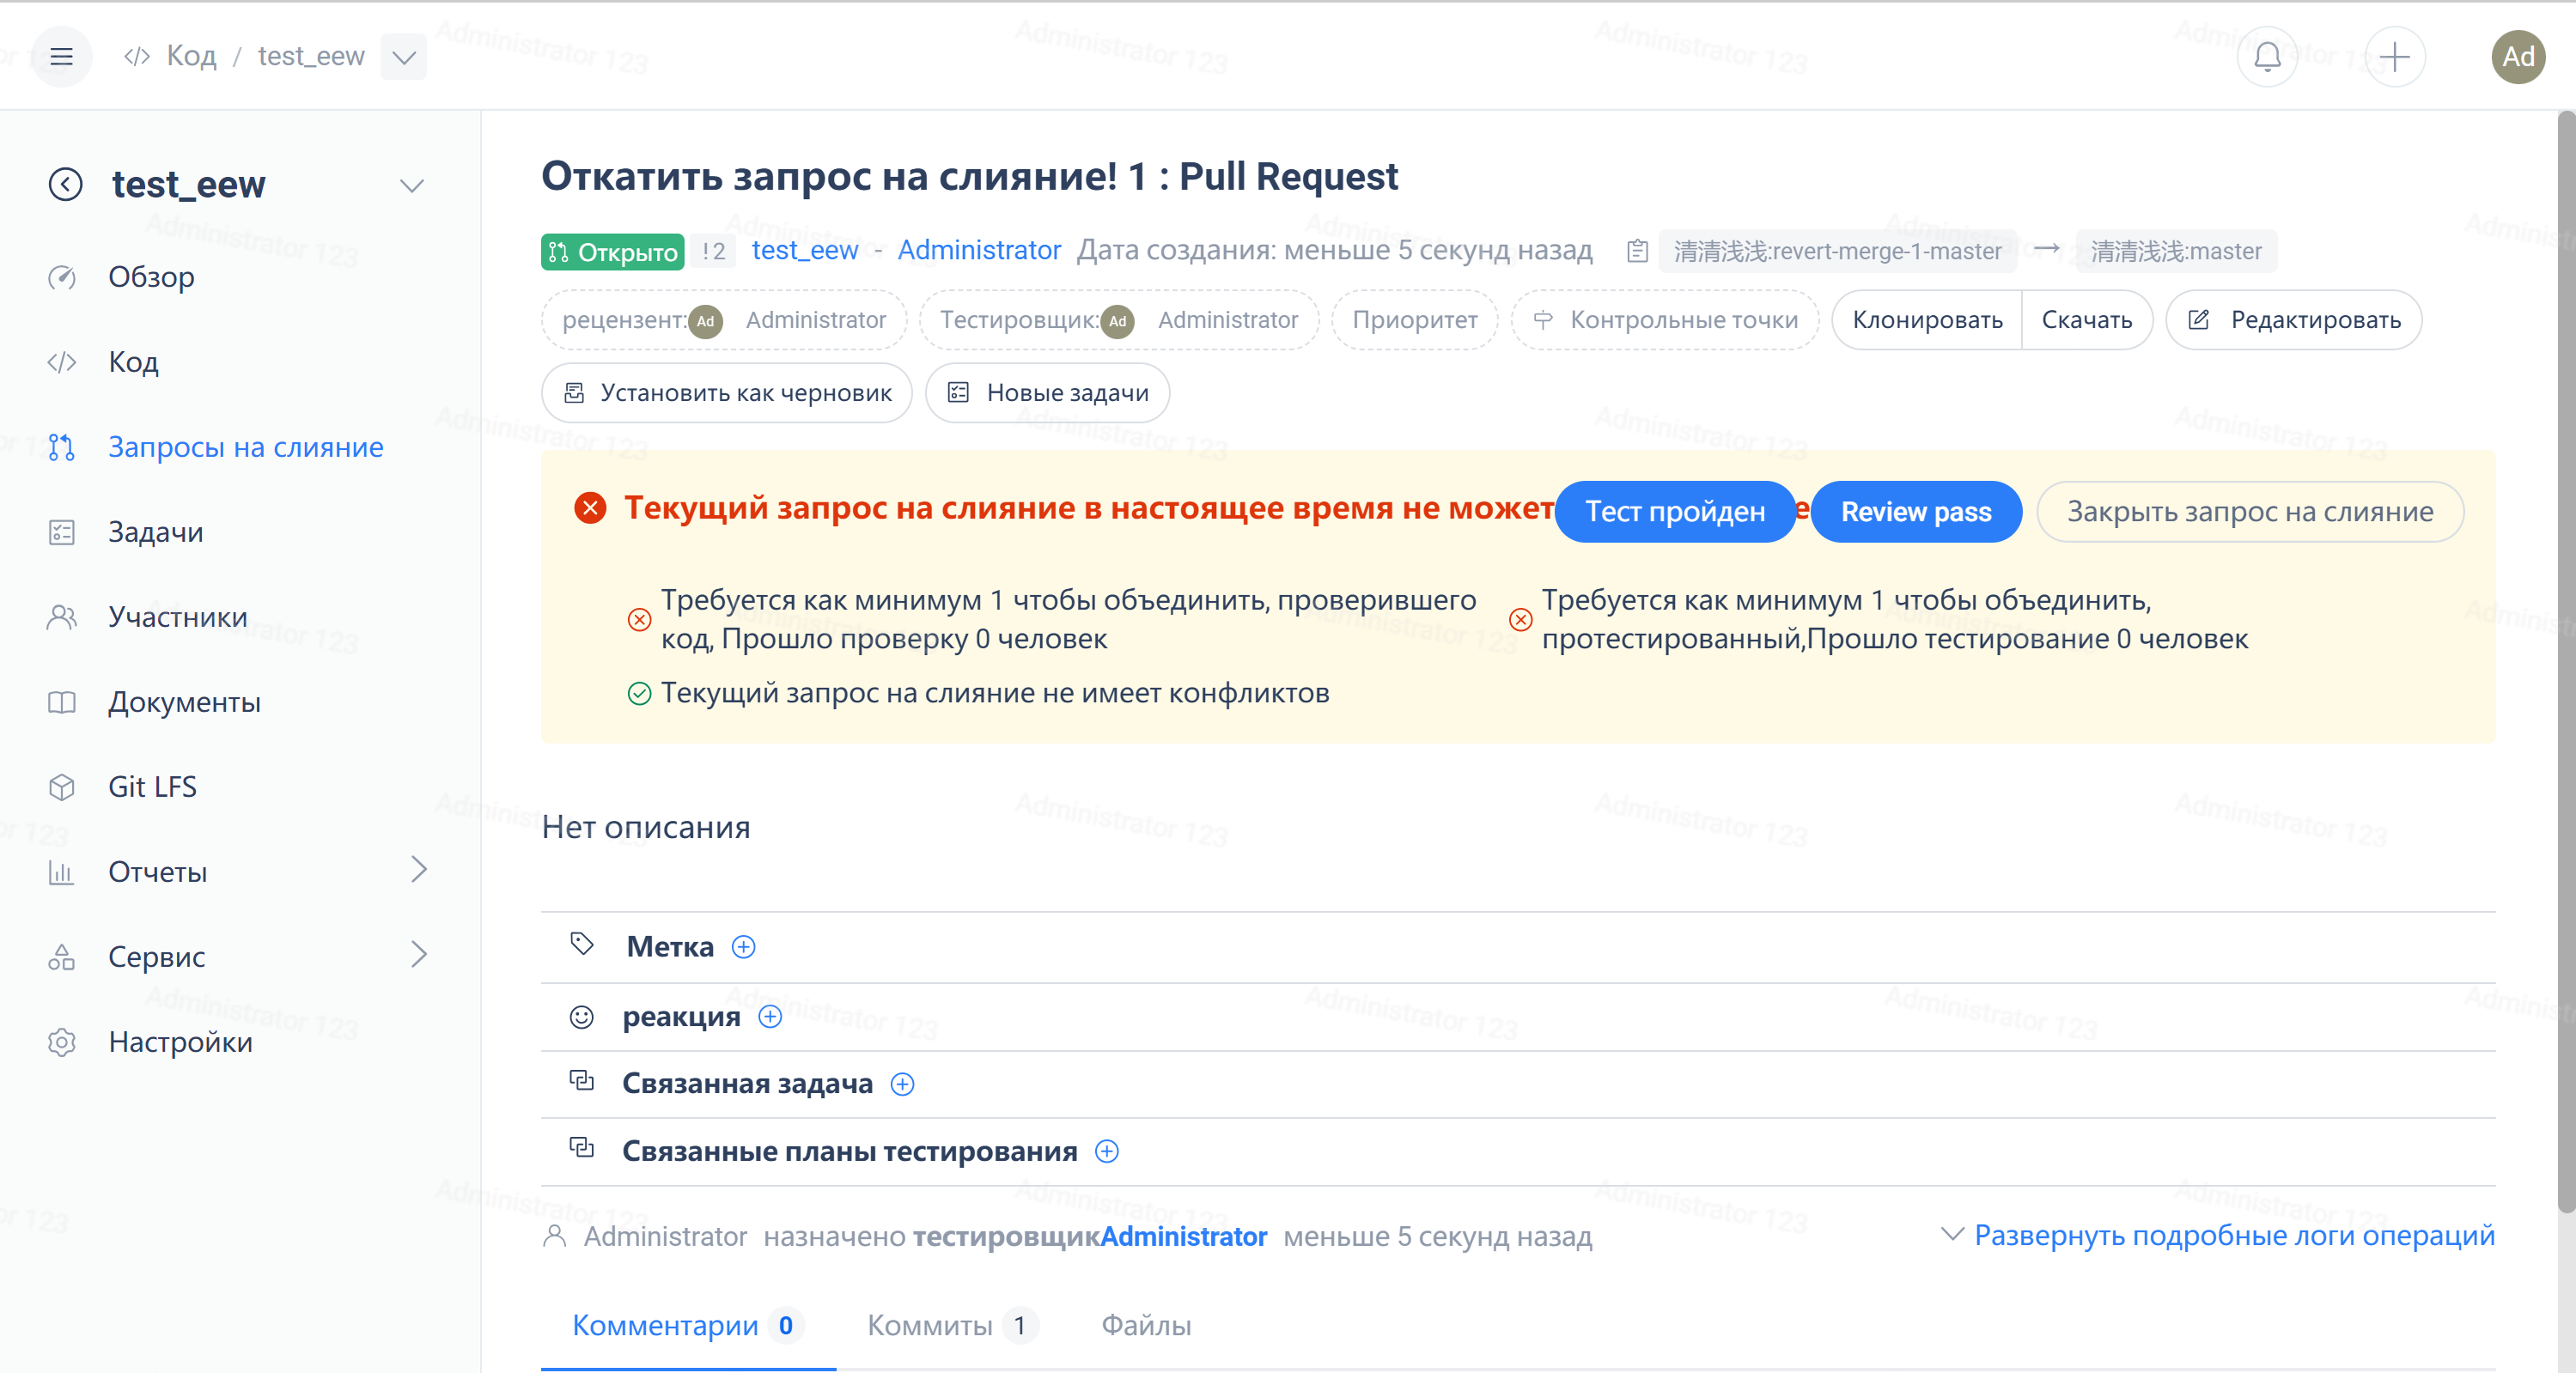 Код / test_eew
Ad
test_eew
Обзор
Код
Запросы на слияние
Задачи
Участники
Документы
Git LFS
Отчеты
Сервис
Настройки
Откатить запрос на слияние! 1 : Pull Request
Открыто !2 test_eew - Administrator Дата создания: меньше 5 секунд назад 清清浅浅:revert-merge-1-master → 清清浅浅:master
рецензент: Ad Administrator Тестировщик: Ad Administrator Приоритет Контрольные точки Клонировать Скачать Редактировать
Установить как черновик Новые задачи
Текущий запрос на слияние в настоящее время не может Тест пройден е Review pass Закрыть запрос на слияние
Требуется как минимум 1 чтобы объединить, проверившего
код, Прошло проверку 0 человек
Требуется как минимум 1 чтобы объединить,
протестированный,Прошло тестирование 0 человек
Текущий запрос на слияние не имеет конфликтов
Нет описания
Метка
реакция
Связанная задача
Связанные планы тестирования
Administrator назначено тестировщикAdministrator меньше 5 секунд назад Развернуть подробные логи операций
Комментарии 0 Коммиты 1 Файлы
Administrator 123